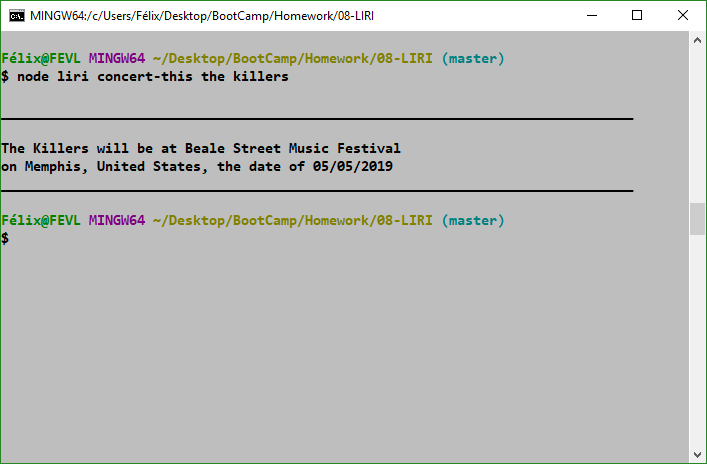 MINGW64:/c/Users/Félix/Desktop/BootCamp/Homework/08-LIRI
Félix@FEVL MINGW64 ~/Desktop/BootCamp/Homework/08-LIRI (master)
$ node liri concert-this the killers
The Killers will be at Beale Street Music Festival
on Memphis, United States, the date of 05/05/2019
Félix@FEVL MINGW64 ~/Desktop/BootCamp/Homework/08-LIRI (master)
$